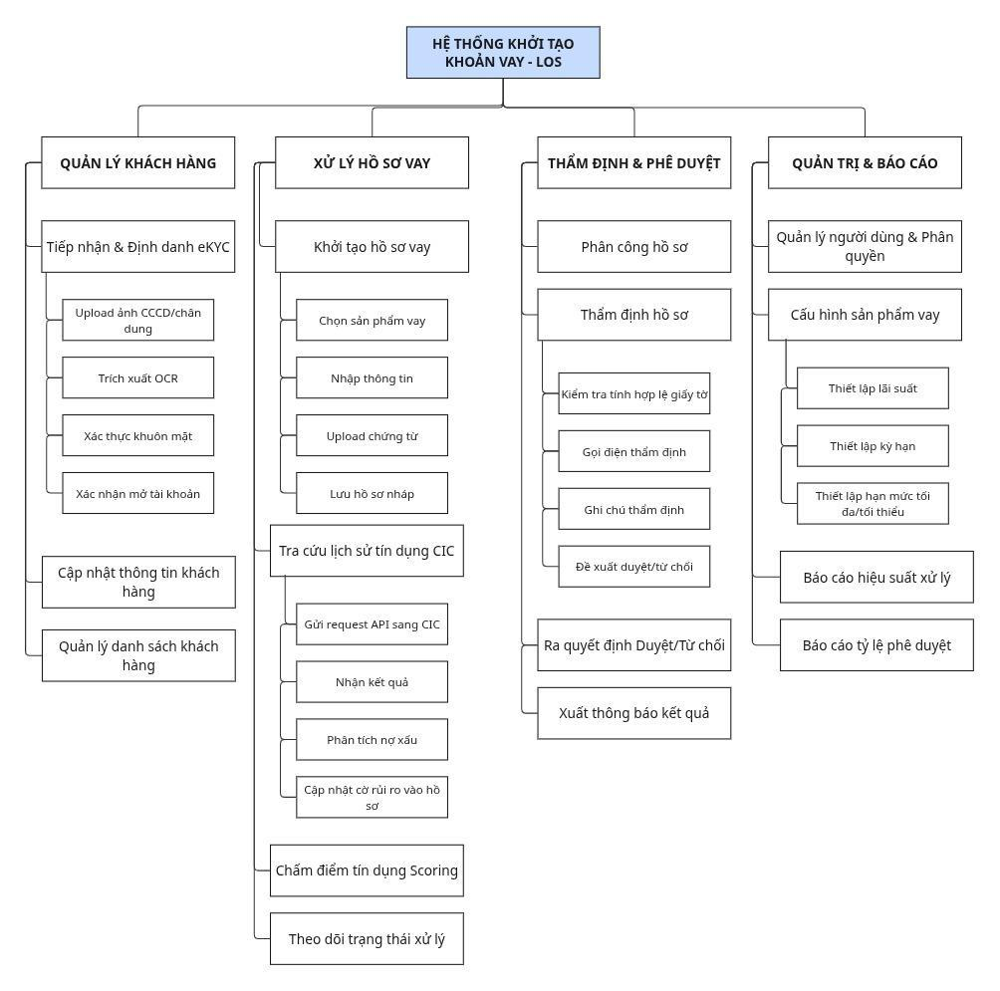 HỆ THỐNG KHỞI TẠO
KHOẢN VAY - LOS
QUẢN LÝ KHÁCH HÀNG
Tiếp nhận & Định danh eKYC
Upload ảnh CCCD/chân
dung
Trích xuất OCR
Xác thực khuôn mặt
Xác nhận mở tài khoản
Cập nhật thông tin khách
hàng
Quản lý danh sách khách
hàng
XỬ LÝ HỒ SƠ VAY
Khởi tạo hồ sơ vay
Chọn sản phẩm vay
Nhập thông tin
Upload chứng từ
Lưu hồ sơ nháp
Tra cứu lịch sử tín dụng CIC
Gửi request API sang CIC
Nhận kết quả
Phân tích nợ xấu
Cập nhật cờ rủi ro vào hồ
sơ
Chấm điểm tín dụng Scoring
Theo dõi trạng thái xử lý
THẨM ĐỊNH & PHÊ DUYỆT
Phân công hồ sơ
Thẩm định hồ sơ
Kiểm tra tính hợp lệ giấy tờ
Gọi điện thẩm định
Ghi chú thẩm định
Đề xuất duyệt/từ chối
Ra quyết định Duyệt/Từ chối
Xuất thông báo kết quả
QUẢN TRỊ & BÁO CÁO
Quản lý người dùng & Phân
quyền
Cấu hình sản phẩm vay
Thiết lập lãi suất
Thiết lập kỳ hạn
Thiết lập hạn mức tối
đa/tối thiểu
Báo cáo hiệu suất xử lý
Báo cáo tỷ lệ phê duyệt